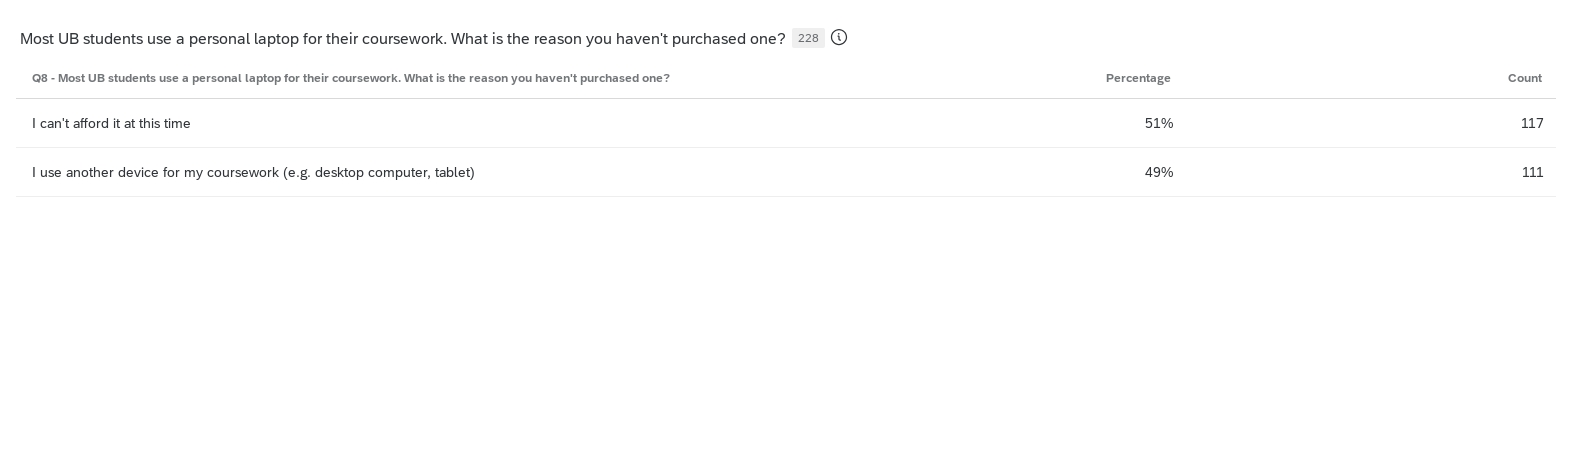 Most UB students use a personal laptop for their coursework. What is the reason you haven't purchased one? 228
Q8 - Most UB students use a personal laptop for their coursework. What is the reason you haven't purchased one? Percentage Count
I can't afford it at this time 51% 117
I use another device for my coursework (e.g. desktop computer, tablet) 49% 111